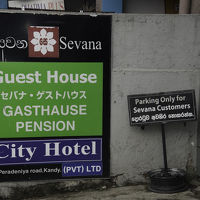 සෙවන
Sevana
Guest House
セバナ・ゲストハウス
GASTHAUSE
PENSION
City Hotel
Peradeniya road, Kandy. (PVT) LTD
Parking Only for
Sevana Customers